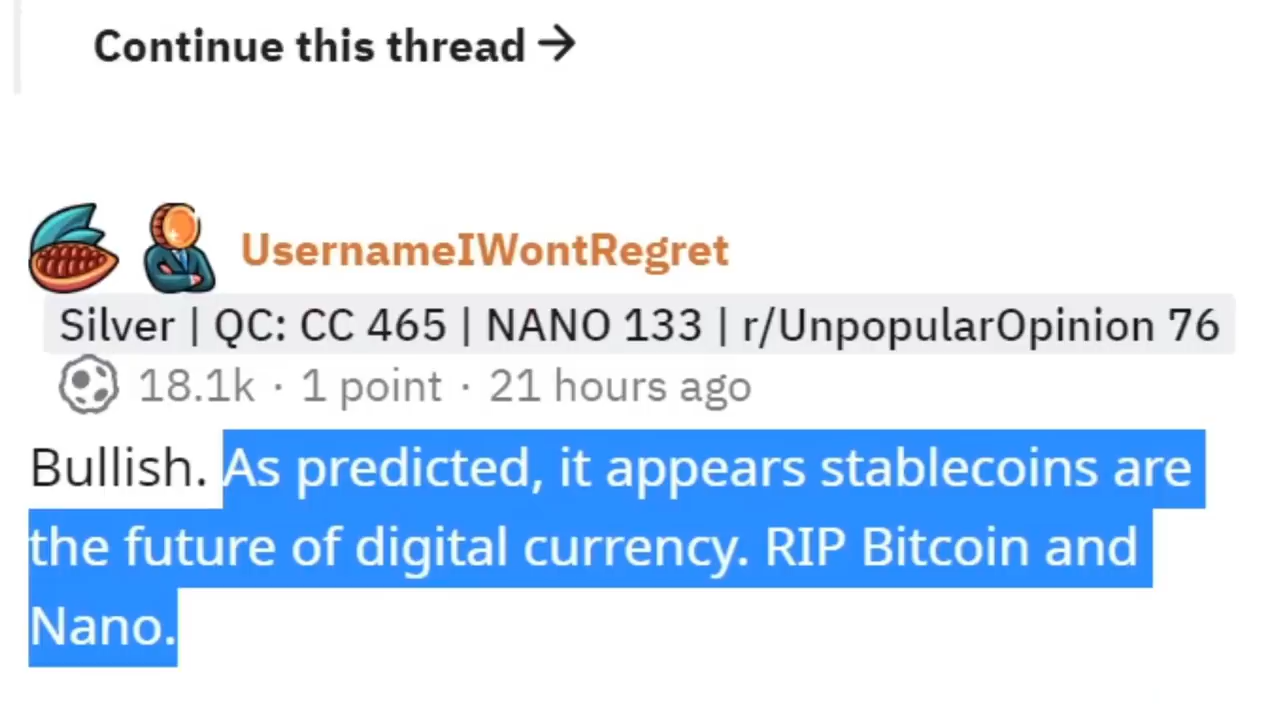 Continue this thread →
UsernameIWontRegret
Silver | QC: CC 465 | NANO 133 | r/UnpopularOpinion 76
18.1k · 1 point · 21 hours ago
Bullish. As predicted, it appears stablecoins are
the future of digital currency. RIP Bitcoin and
Nano.